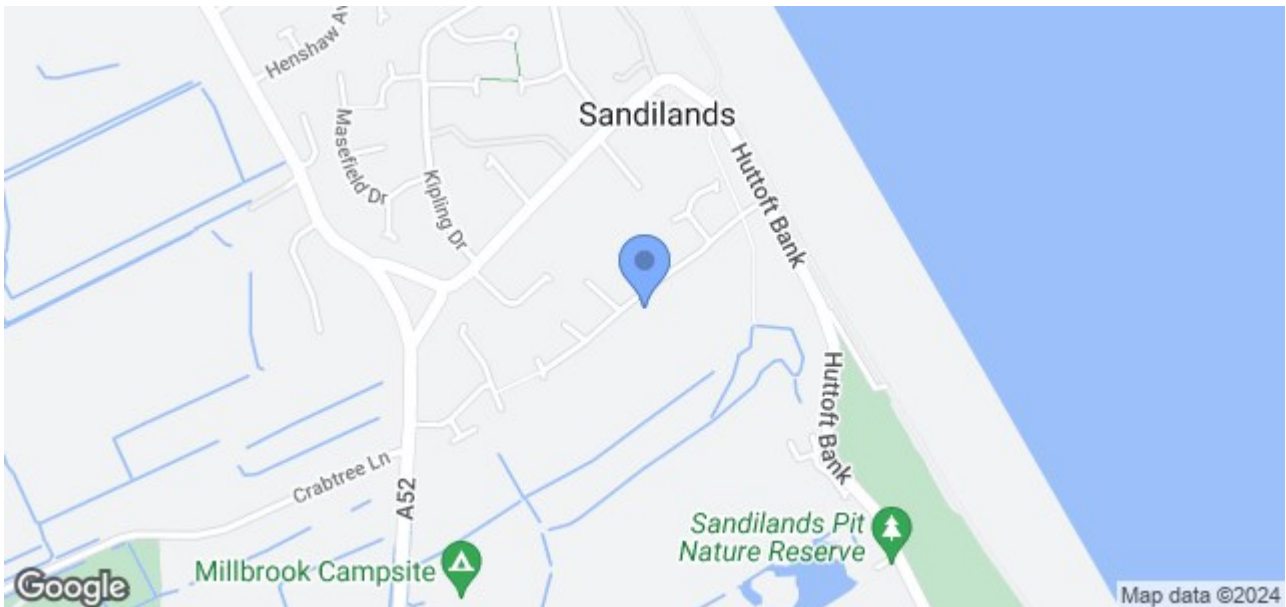 Henshaw Av
Sandilands
Masefield Dr
Kipling Dr
Huttoft Bank
Huttoft Bank
A52
Crabtree Ln
Sandilands Pit
Nature Reserve
Millbrook Campsite
Google
Map data ©2024